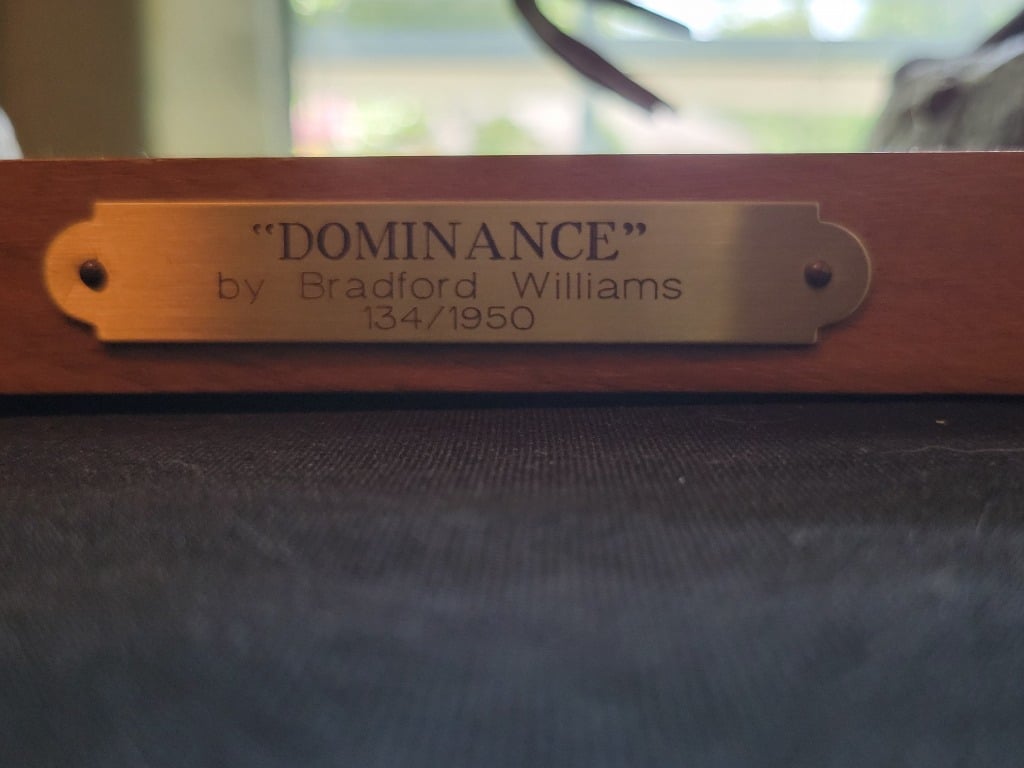 “DOMINANCE”
by Bradford Williams
134/1950